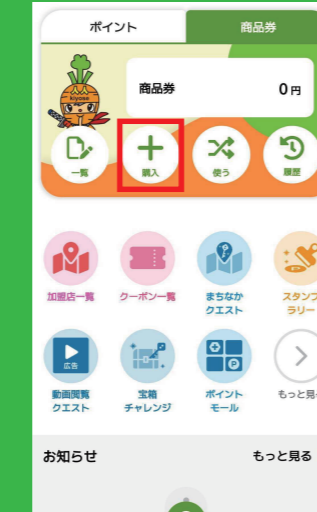 ポイント
商品券
kiyose
商品券
0 円
一覧
購入
使う
履歴
加盟店一覧
クーポン一覧
まちなか
クエスト
スタンプ
ラリー
広告
動画閲覧
クエスト
宝箱
チャレンジ
ポイント
モール
もっと見る
お知らせ
もっと見る